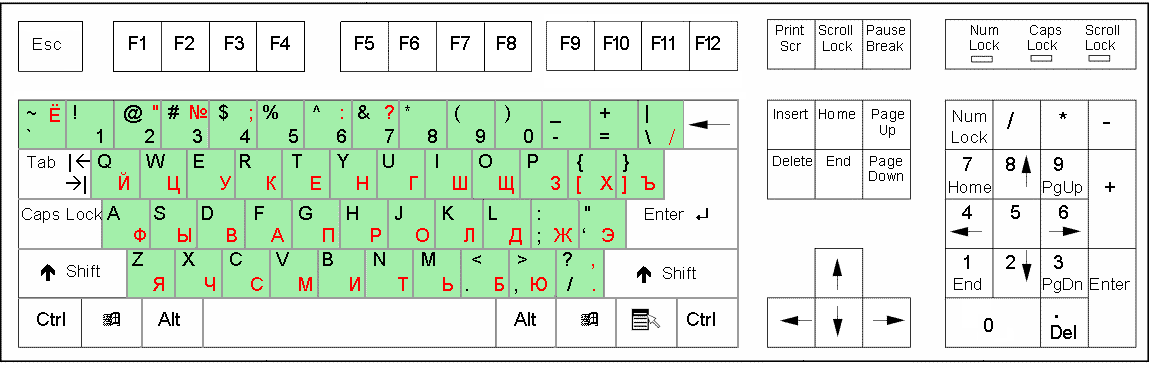 Esc F1 F2 F3 F4 F5 F6 F7 F8 F9 F10 F11 F12 Print Scr Scroll Lock Pause Break Num Lock Caps Lock Scroll Lock
~ Ё ! @ " # № $ ; % ^ : & ? * ( ) _ + |
` 1 2 3 4 5 6 7 8 9 0 - = \ /
Insert Home Page Up Num Lock / * -
Tab Q W E R T Y U I O P { }
Й Ц У К Е Н Г Ш Щ З [ Х ] Ъ
Delete End Page Down 7 Home 8 9 PgUp +
Caps Lock A S D F G H J K L : " Enter
Ф Ы В А П Р О Л Д ; Ж ‘ Э
4 5 6
Shift Z X C V B N M < > ? , Shift
Я Ч С М И Т Ь . Б , Ю / .
1 End 2 3 PgDn Enter
Ctrl Alt Alt Ctrl 0 . Del